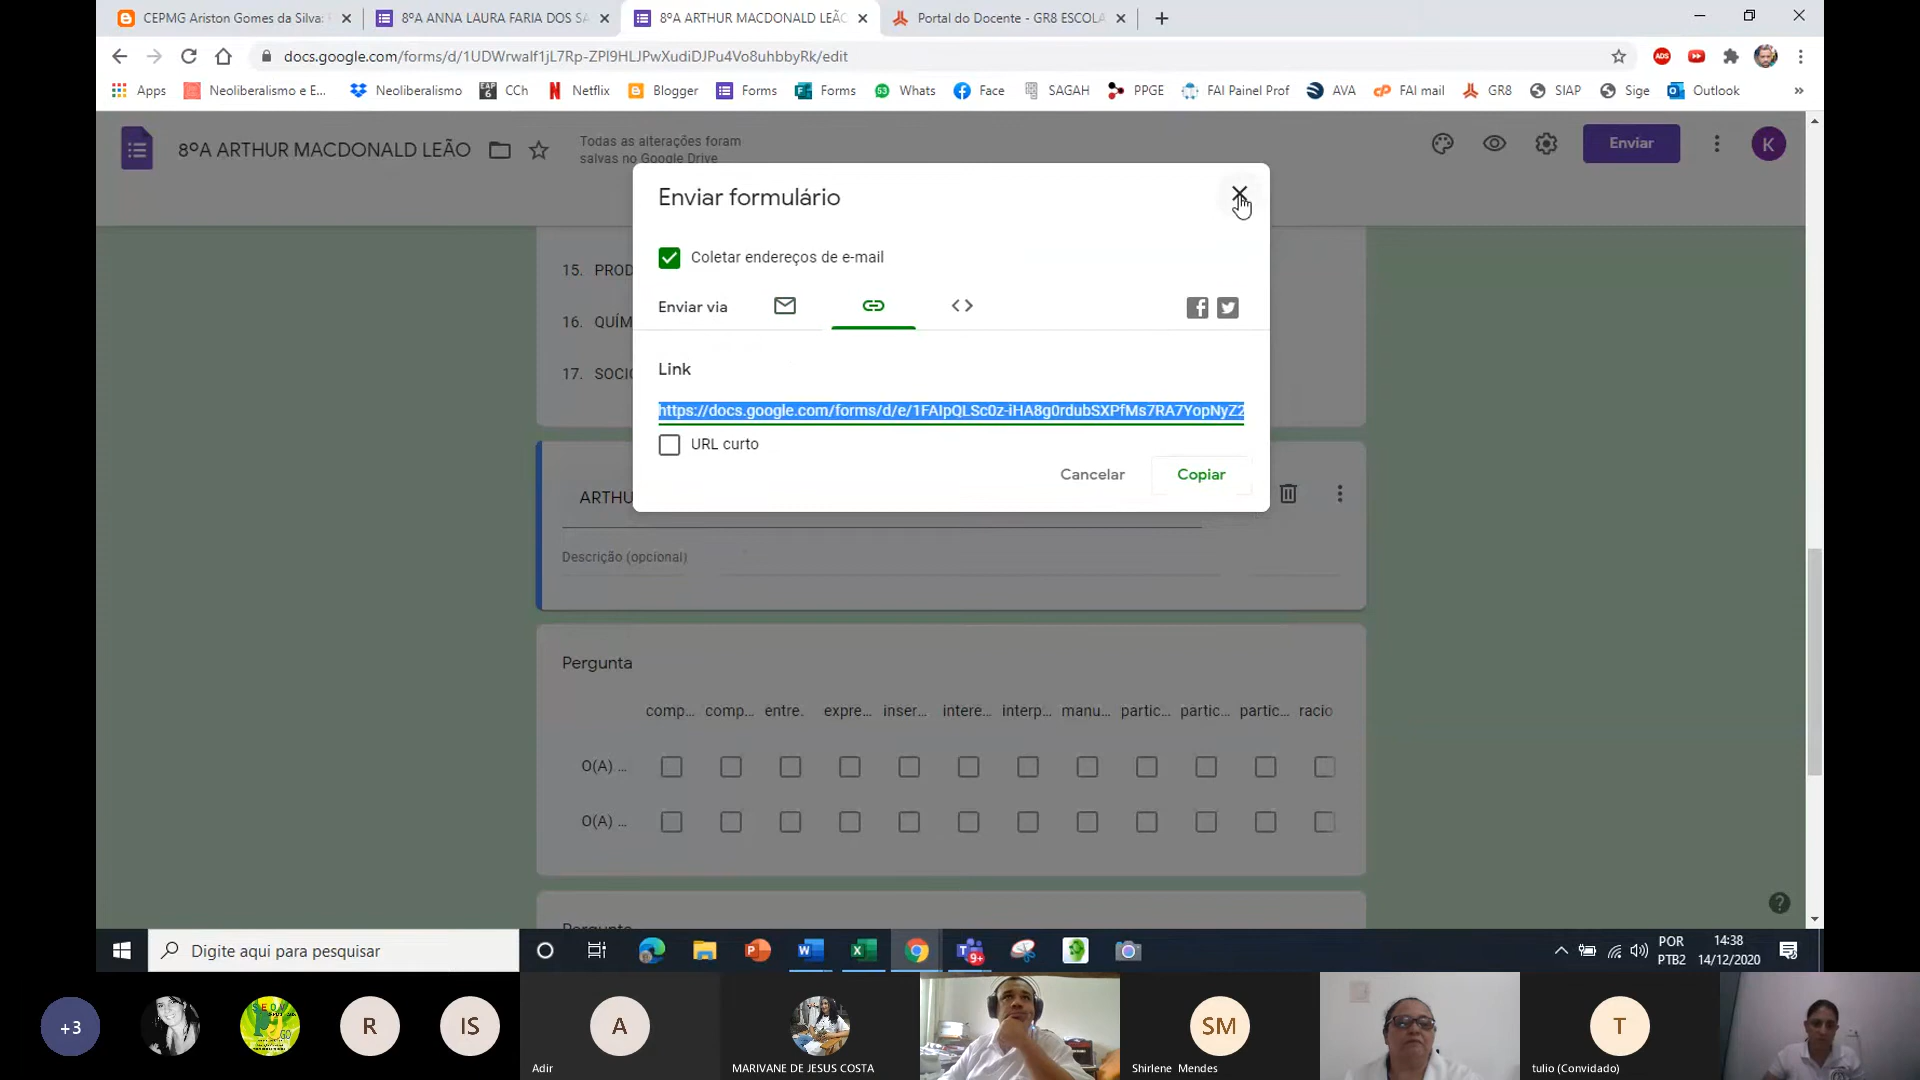 CEPMG Ariston Gomes da Silva:
8ºA ANNA LAURA FARIA DOS SA
8ºA ARTHUR MACDONALD LEÃO
Portal do Docente - GR8 ESCOLA
docs.google.com/forms/d/1UDWrwalf1jL7Rp-ZPl9HLJPwXudiDJPu4Vo8uhbbyRk/edit
Apps
Neoliberalismo e E...
Neoliberalismo
CCh
Netflix
Blogger
Forms
Forms
Whats
Face
SAGAH
PPGE
FAI Painel Prof
AVA
FAI mail
GR8
SIAP
Sige
Outlook
8ºA ARTHUR MACDONALD LEÃO
Todas as alterações foram
salvas no Google Drive
Enviar
K
Enviar formulário
Coletar endereços de e-mail
Enviar via
Link
https://docs.google.com/forms/d/e/1FAIpQLSc0z-iHA8g0rdubSXPfMs7RA7YopNyZ2
URL curto
Cancelar
Copiar
15. PROD
16. QUÍM
17. SOCIO
ARTHU
Descrição (opcional)
Pergunta
comp... comp... entre. expre... inser... intere... interp... manu... partic... partic... partic... racio
O(A) ...
O(A) ...
Pergunta
Digite aqui para pesquisar
9+
POR
PTB2
14:38
14/12/2020
+3
R
IS
A
Adir
MARIVANE DE JESUS COSTA
SM
Shirlene Mendes
T
tulio (Convidado)